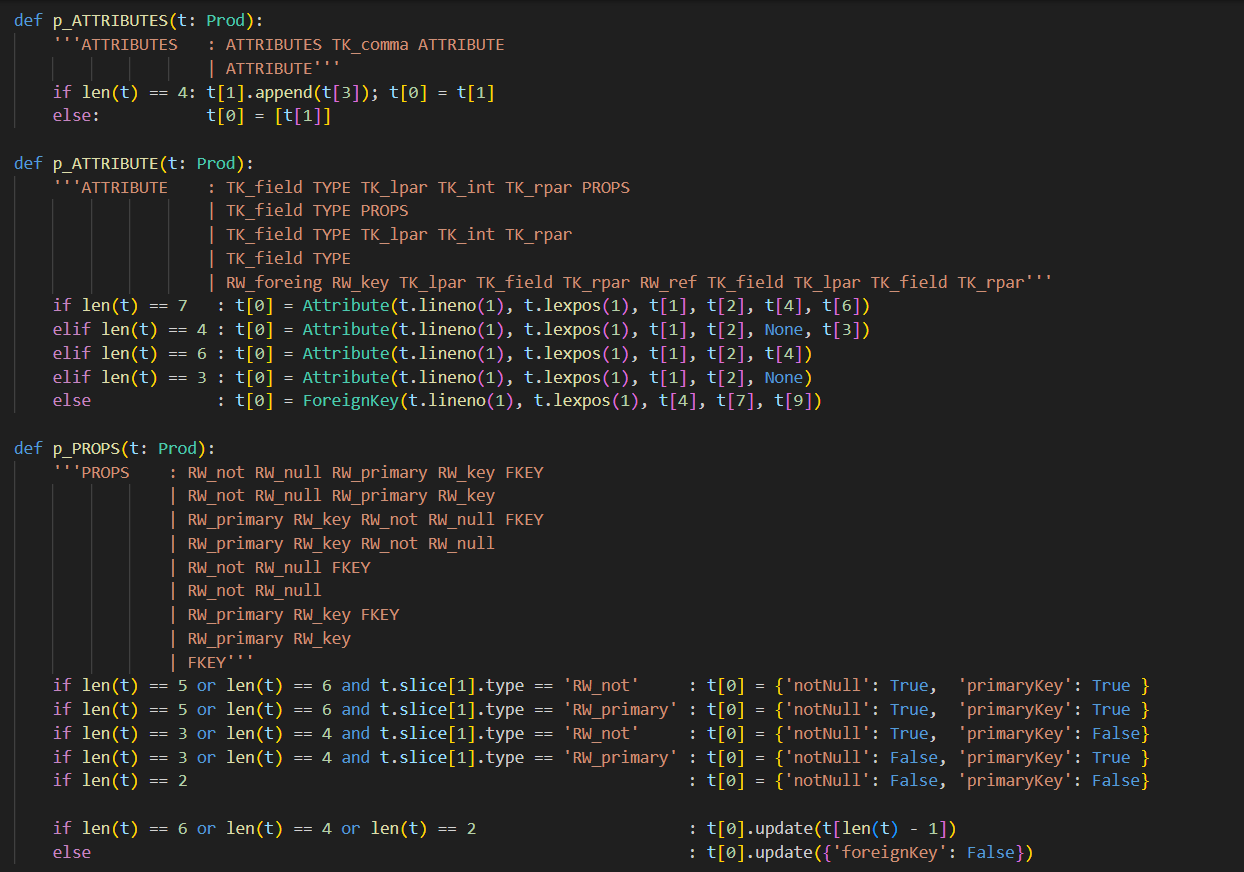 def p_ATTRIBUTES(t: Prod):
    '''ATTRIBUTES   : ATTRIBUTES TK_comma ATTRIBUTE
                    | ATTRIBUTE'''
    if len(t) == 4: t[1].append(t[3]); t[0] = t[1]
    else:           t[0] = [t[1]]

def p_ATTRIBUTE(t: Prod):
    '''ATTRIBUTE    : TK_field TYPE TK_lpar TK_int TK_rpar PROPS
                    | TK_field TYPE PROPS
                    | TK_field TYPE TK_lpar TK_int TK_rpar
                    | TK_field TYPE
                    | RW_foreing RW_key TK_lpar TK_field TK_rpar RW_ref TK_field TK_lpar TK_field TK_rpar'''
    if len(t) == 7   : t[0] = Attribute(t.lineno(1), t.lexpos(1), t[1], t[2], t[4], t[6])
    elif len(t) == 4 : t[0] = Attribute(t.lineno(1), t.lexpos(1), t[1], t[2], None, t[3])
    elif len(t) == 6 : t[0] = Attribute(t.lineno(1), t.lexpos(1), t[1], t[2], t[4])
    elif len(t) == 3 : t[0] = Attribute(t.lineno(1), t.lexpos(1), t[1], t[2], None)
    else             : t[0] = ForeignKey(t.lineno(1), t.lexpos(1), t[4], t[7], t[9])

def p_PROPS(t: Prod):
    '''PROPS    : RW_not RW_null RW_primary RW_key FKEY
                | RW_not RW_null RW_primary RW_key
                | RW_primary RW_key RW_not RW_null FKEY
                | RW_primary RW_key RW_not RW_null
                | RW_not RW_null FKEY
                | RW_not RW_null
                | RW_primary RW_key FKEY
                | RW_primary RW_key
                | FKEY'''
    if len(t) == 5 or len(t) == 6 and t.slice[1].type == 'RW_not'     : t[0] = {'notNull': True,  'primaryKey': True }
    if len(t) == 5 or len(t) == 6 and t.slice[1].type == 'RW_primary' : t[0] = {'notNull': True,  'primaryKey': True }
    if len(t) == 3 or len(t) == 4 and t.slice[1].type == 'RW_not'     : t[0] = {'notNull': True,  'primaryKey': False}
    if len(t) == 3 or len(t) == 4 and t.slice[1].type == 'RW_primary' : t[0] = {'notNull': False, 'primaryKey': True }
    if len(t) == 2                                                    : t[0] = {'notNull': False, 'primaryKey': False}

    if len(t) == 6 or len(t) == 4 or len(t) == 2                      : t[0].update(t[len(t) - 1])
    else                                                              : t[0].update({'foreignKey': False})